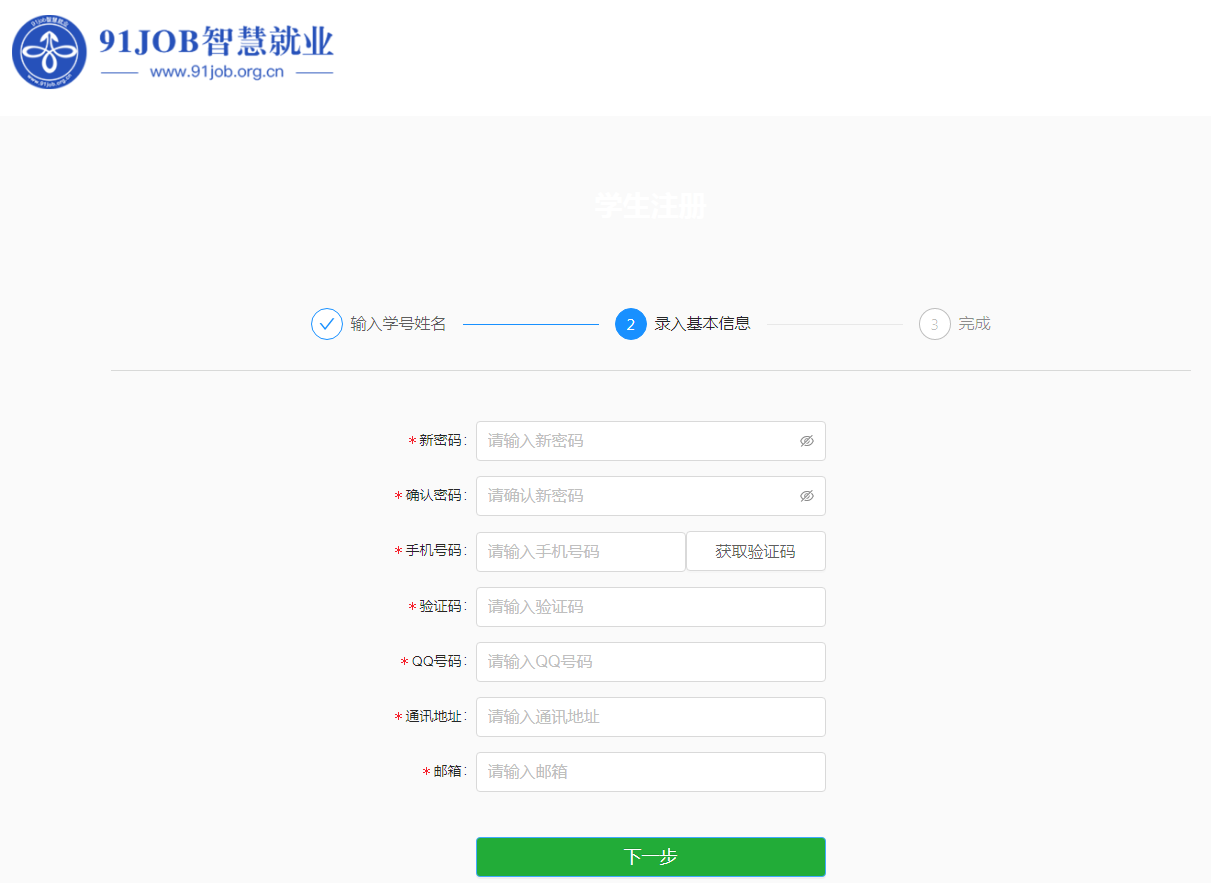 91JOB智慧就业
www.91job.org.cn
学生注册
输入学号姓名
2 录入基本信息
3 完成
*新密码: 请输入新密码
*确认密码: 请确认新密码
*手机号码: 请输入手机号码 获取验证码
*验证码: 请输入验证码
*QQ号码: 请输入QQ号码
*通讯地址: 请输入通讯地址
*邮箱: 请输入邮箱
下一步